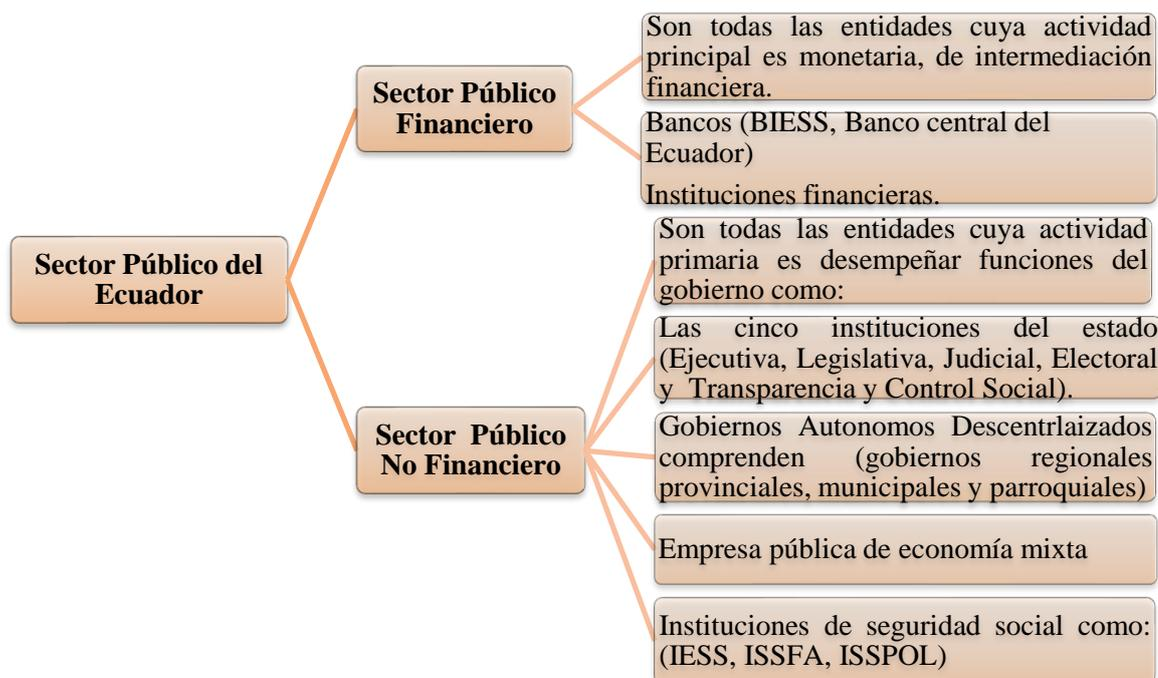 Sector Público del
Ecuador
Sector Público
Financiero
Son todas las entidades cuya actividad
principal es monetaria, de intermediación
financiera.
Bancos (BIESS, Banco central del
Ecuador)
Instituciones financieras.
Sector Público
No Financiero
Son todas las entidades cuya actividad
primaria es desempeñar funciones del
gobierno como:
Las cinco instituciones del estado
(Ejecutiva, Legislativa, Judicial, Electoral
y Transparencia y Control Social).
Gobiernos Autonomos Descentrlaizados
comprenden (gobiernos regionales
provinciales, municipales y parroquiales)
Empresa pública de economía mixta
Instituciones de seguridad social como:
(IESS, ISSFA, ISSPOL)